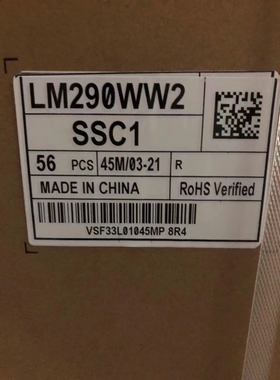 LM290WW2
SSC1
56 PCS 45M/03-21 R
MADE IN CHINA RoHS Verified
VSF33L01045MP 8R4